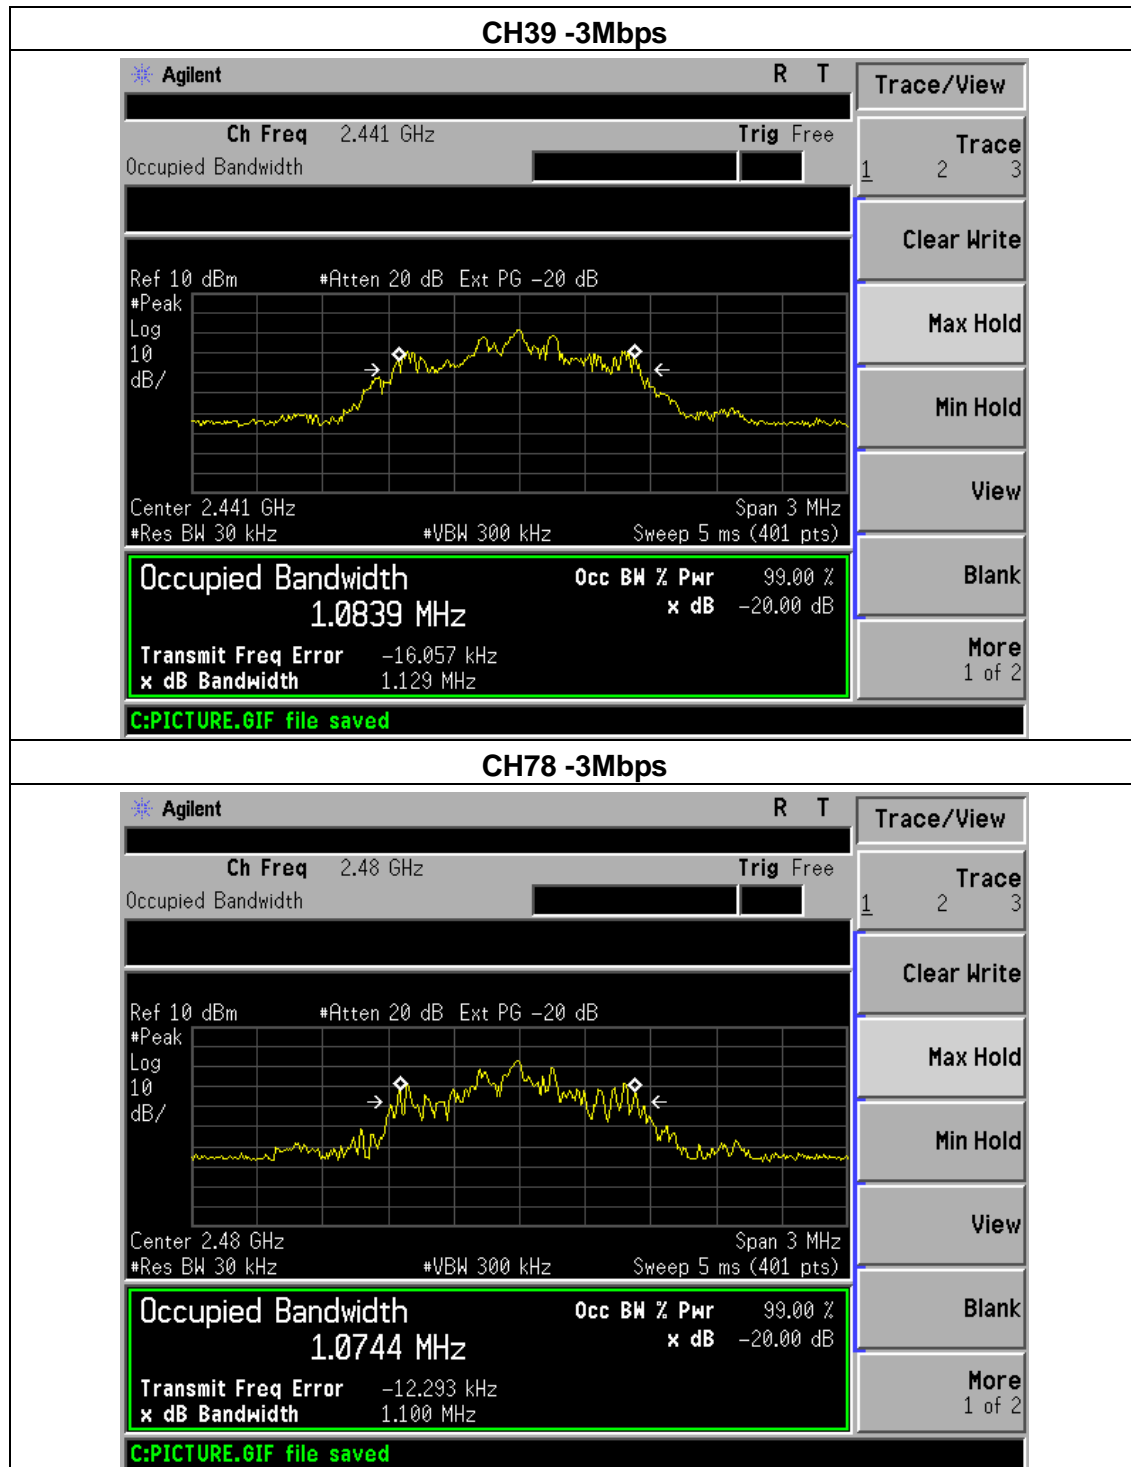 CH39 -3Mbps
Agilent R T
Trace/View
Ch Freq 2.441 GHz Trig Free
Occupied Bandwidth
Trace
1 2 3
Clear Write
Max Hold
Min Hold
View
Blank
More
1 of 2
Ref 10 dBm #Atten 20 dB Ext PG -20 dB
#Peak
Log
10
dB/
Center 2.441 GHz Span 3 MHz
#Res BW 30 kHz #VBW 300 kHz Sweep 5 ms (401 pts)
Occupied Bandwidth Occ BW % Pwr 99.00 %
1.0839 MHz x dB -20.00 dB
Transmit Freq Error -16.057 kHz
x dB Bandwidth 1.129 MHz
C:PICTURE.GIF file saved
CH78 -3Mbps
Agilent R T
Trace/View
Ch Freq 2.48 GHz Trig Free
Occupied Bandwidth
Trace
1 2 3
Clear Write
Max Hold
Min Hold
View
Blank
More
1 of 2
Ref 10 dBm #Atten 20 dB Ext PG -20 dB
#Peak
Log
10
dB/
Center 2.48 GHz Span 3 MHz
#Res BW 30 kHz #VBW 300 kHz Sweep 5 ms (401 pts)
Occupied Bandwidth Occ BW % Pwr 99.00 %
1.0744 MHz x dB -20.00 dB
Transmit Freq Error -12.293 kHz
x dB Bandwidth 1.100 MHz
C:PICTURE.GIF file saved